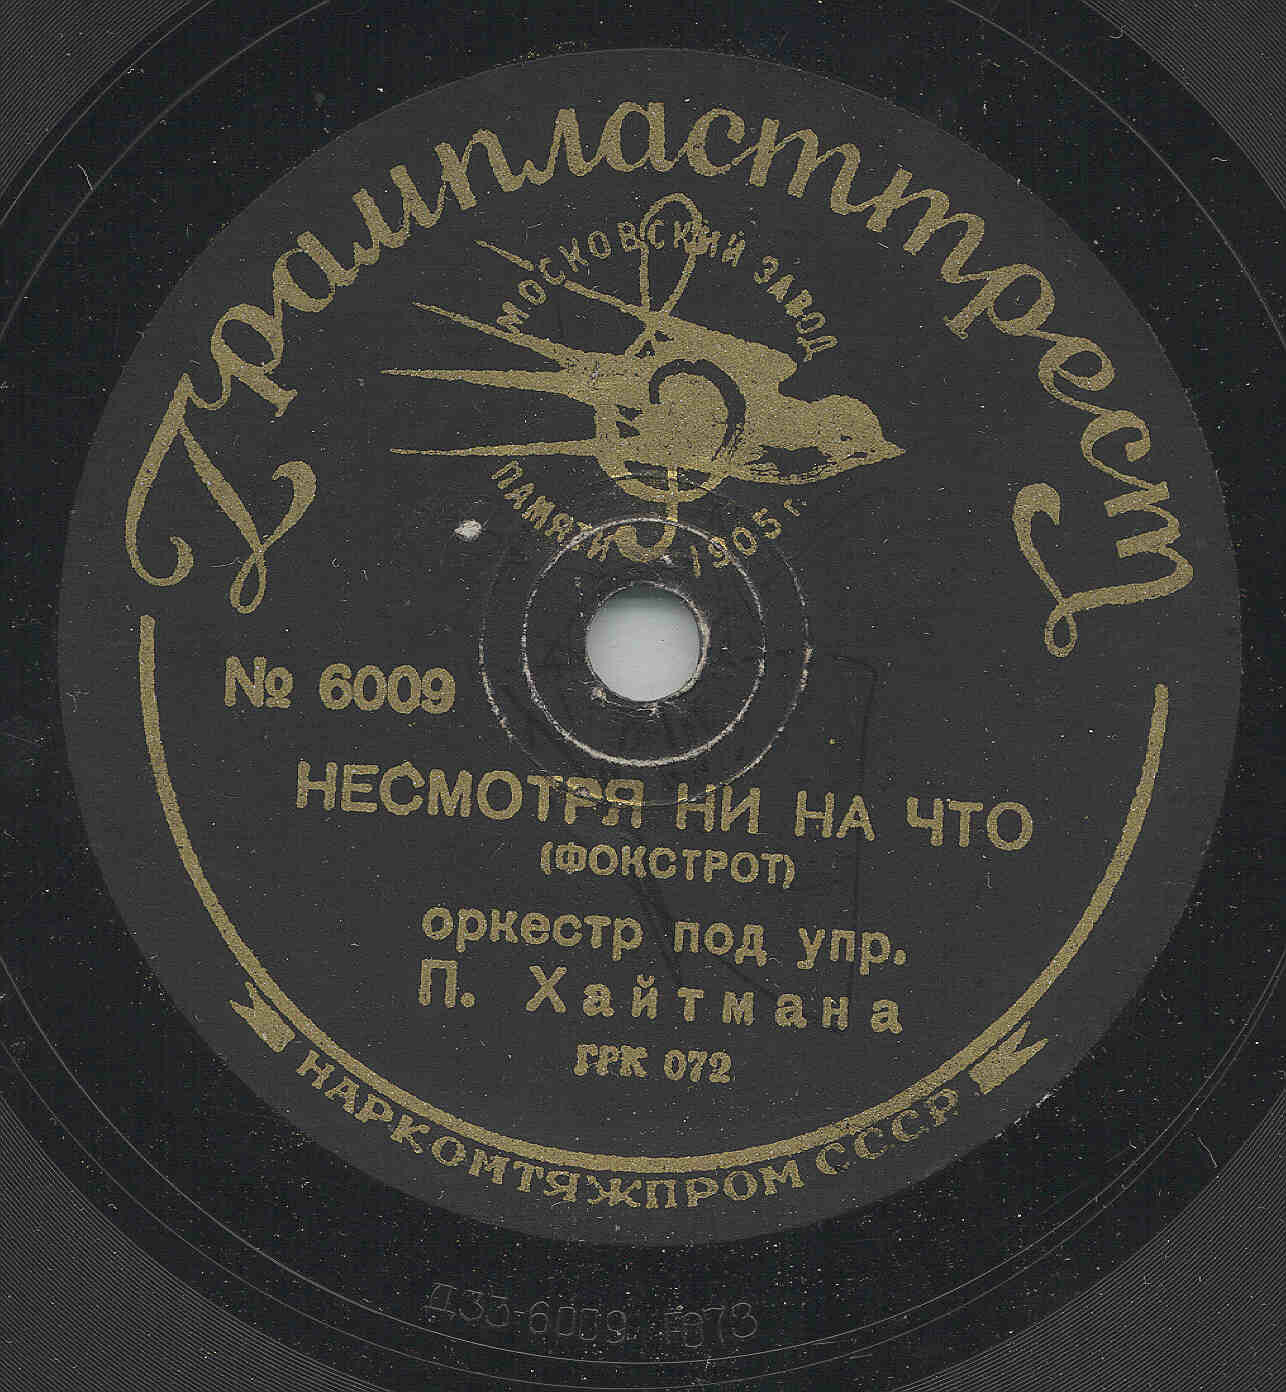 Грампласттрест
МОСКОВСКИЙ ЗАВОД
ПАМЯТИ 1905 г.
№ 6009
НЕСМОТРЯ НИ НА ЧТО
(ФОКСТРОТ)
оркестр под упр.
П. Хайтмана
ГРК 072
НАРКОМТЯЖПРОМ СССР